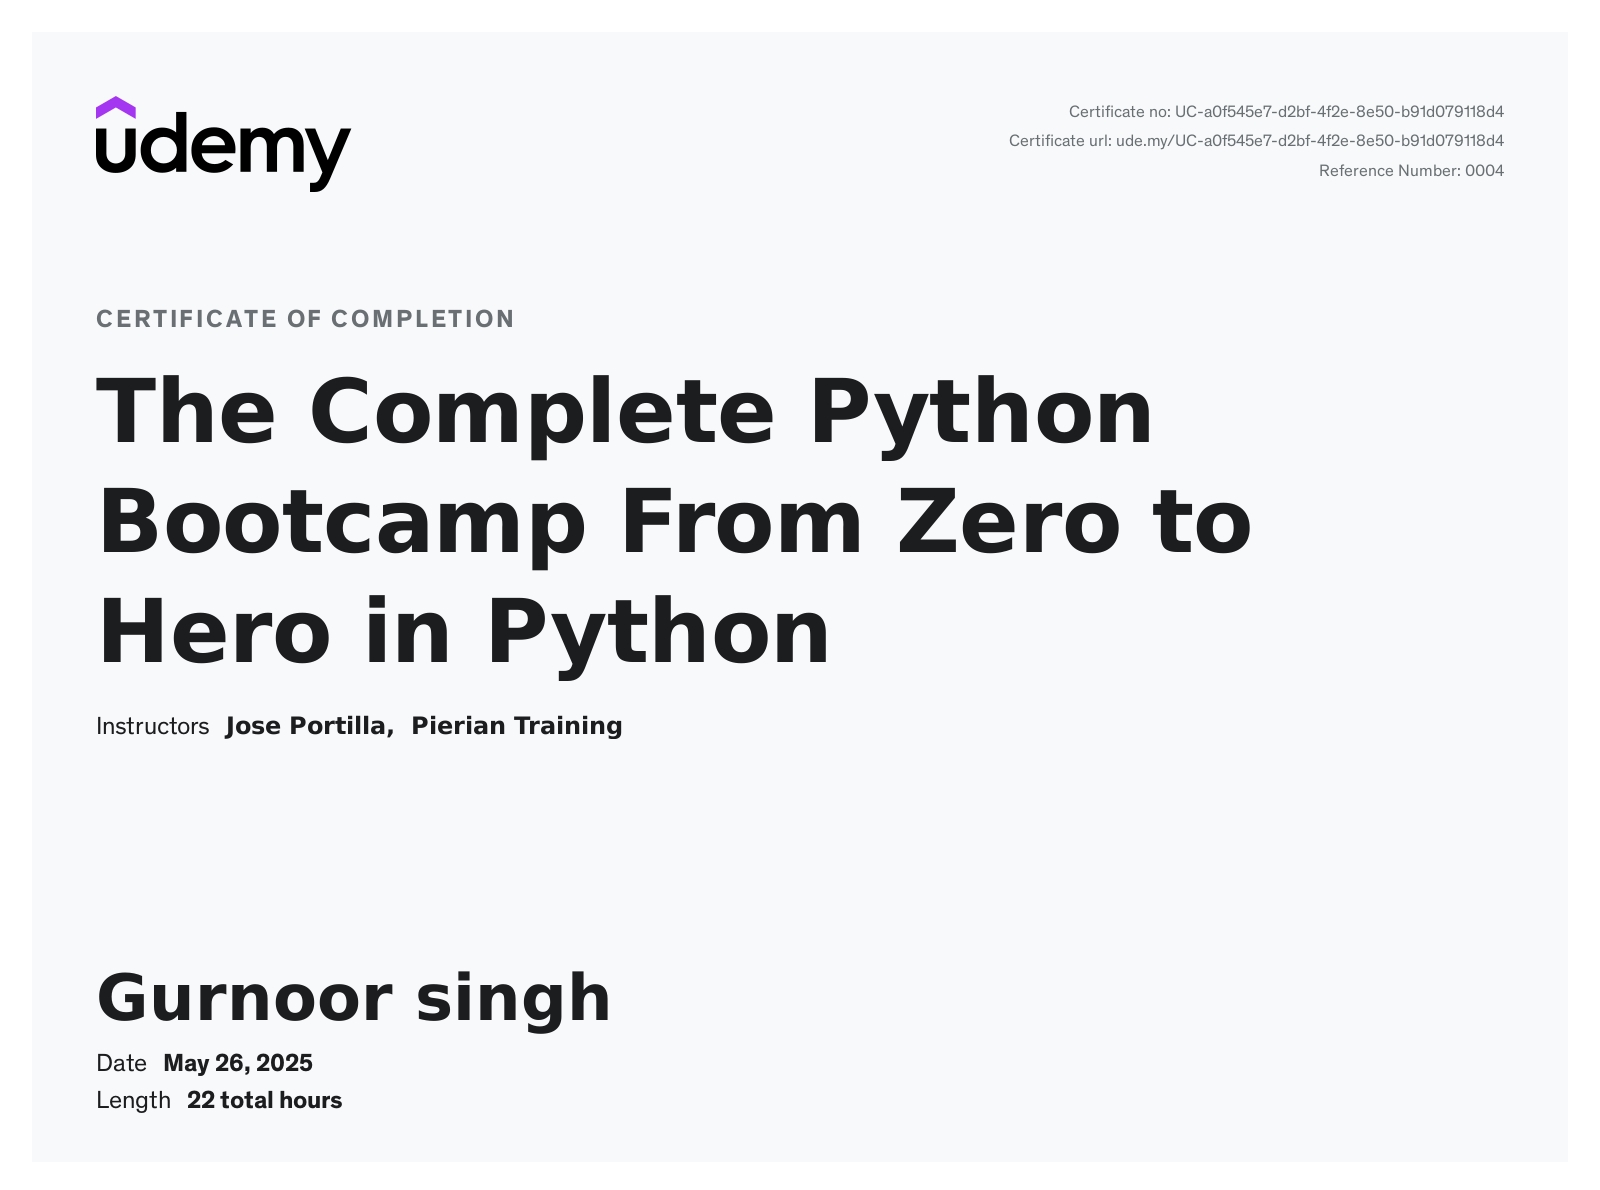 udemy
Certificate no: UC-a0f545e7-d2bf-4f2e-8e50-b91d079118d4
Certificate url: ude.my/UC-a0f545e7-d2bf-4f2e-8e50-b91d079118d4
Reference Number: 0004
CERTIFICATE OF COMPLETION
The Complete Python
Bootcamp From Zero to
Hero in Python
Instructors Jose Portilla, Pierian Training
Gurnoor singh
Date May 26, 2025
Length 22 total hours